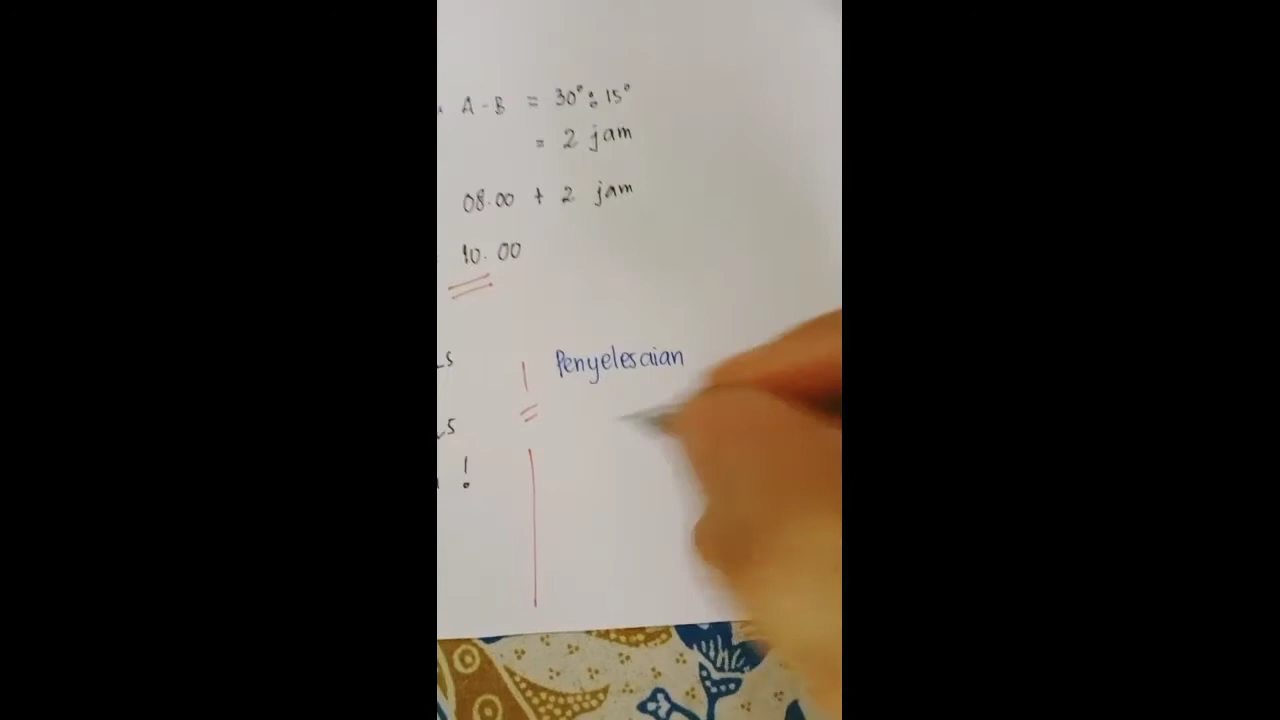 A - B = 30° : 15°
= 2 jam
08.00 + 2 jam
10.00
Penyelesaian
!